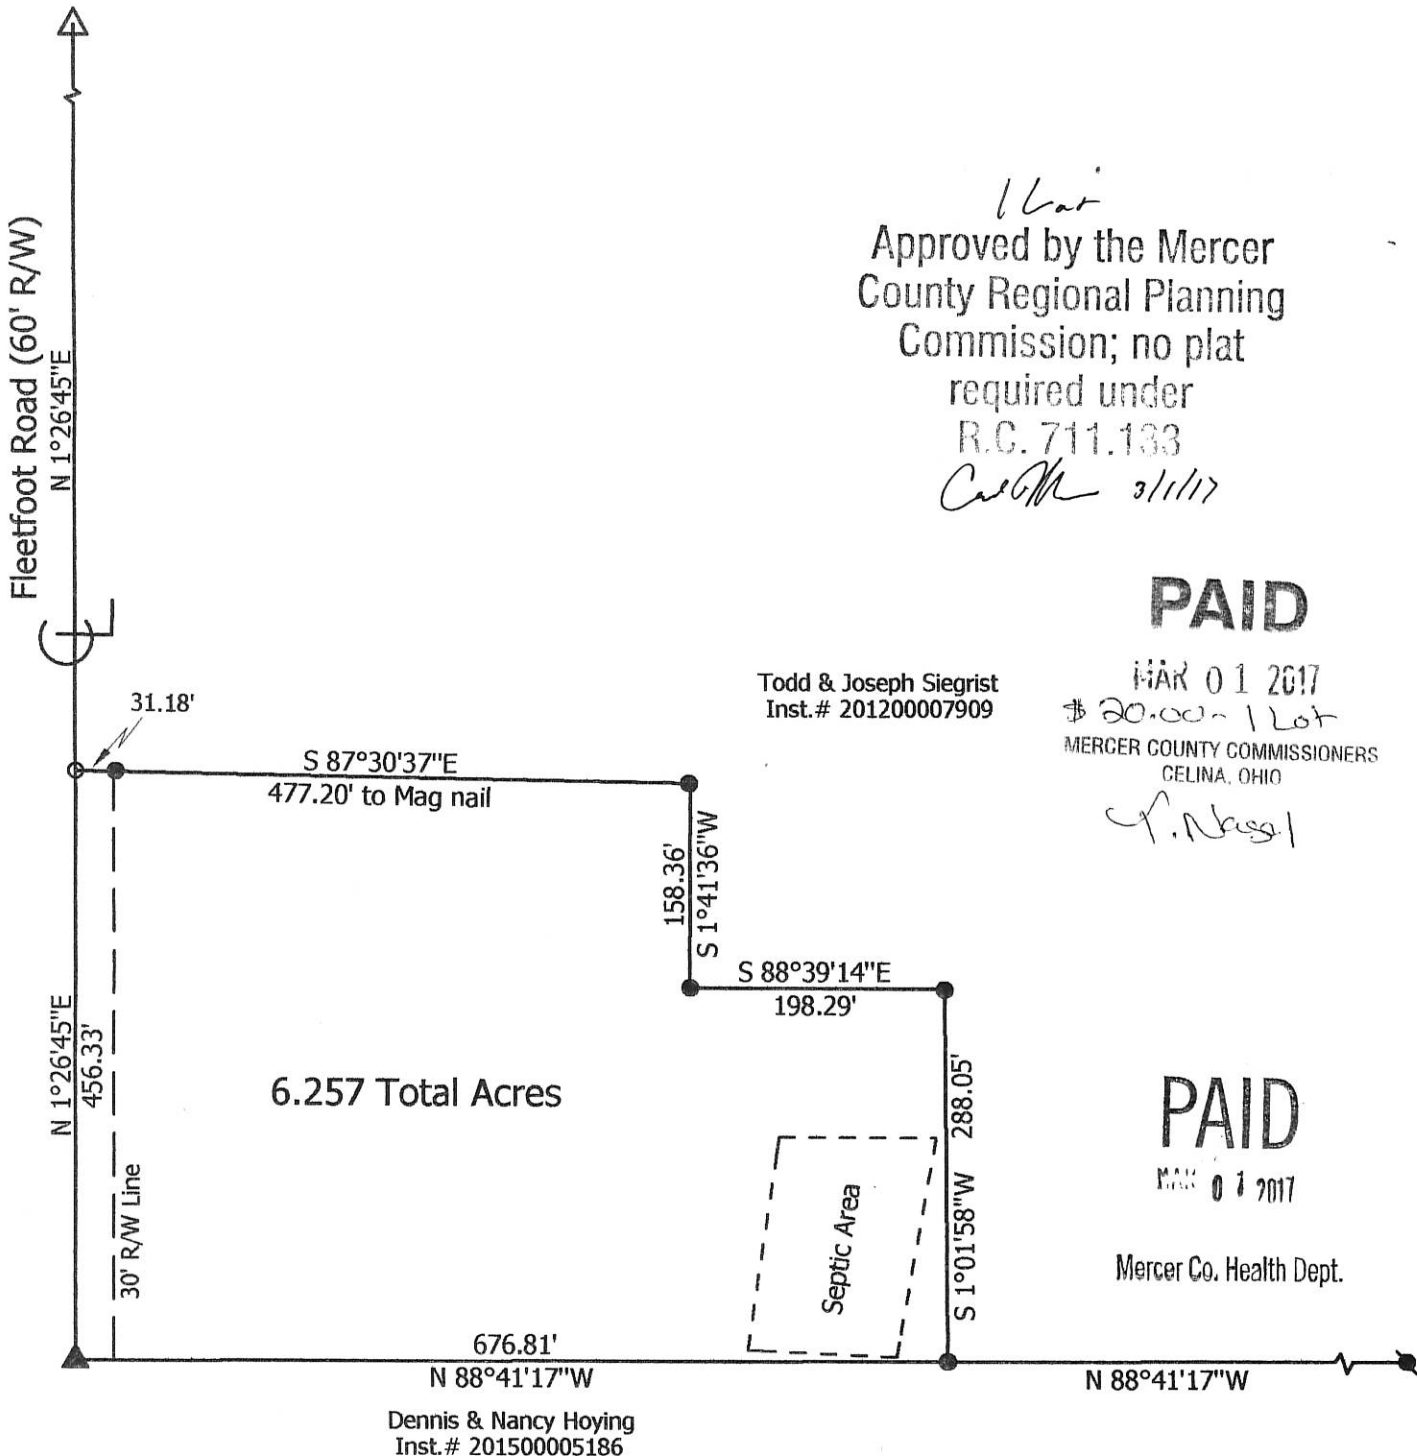 1 Lot
Approved by the Mercer
County Regional Planning
Commission; no plat
required under
R.C. 711.133
3/1/17
Fleetfoot Road (60' R/W)
N 1°26'45"E
PAID
MAR 01 2017
$20.00 - 1 Lot
MERCER COUNTY COMMISSIONERS
CELINA, OHIO
Todd & Joseph Siegrist
Inst.# 201200007909
31.18'
S 87°30'37"E
477.20' to Mag nail
158.36'
S 1°41'36"W
S 88°39'14"E
198.29'
N 1°26'45"E
456.33'
6.257 Total Acres
288.05'
S 1°01'58"W
30' R/W Line
Septic Area
PAID
MAR 01 2017
Mercer Co. Health Dept.
676.81'
N 88°41'17"W
N 88°41'17"W
Dennis & Nancy Hoying
Inst.# 201500005186